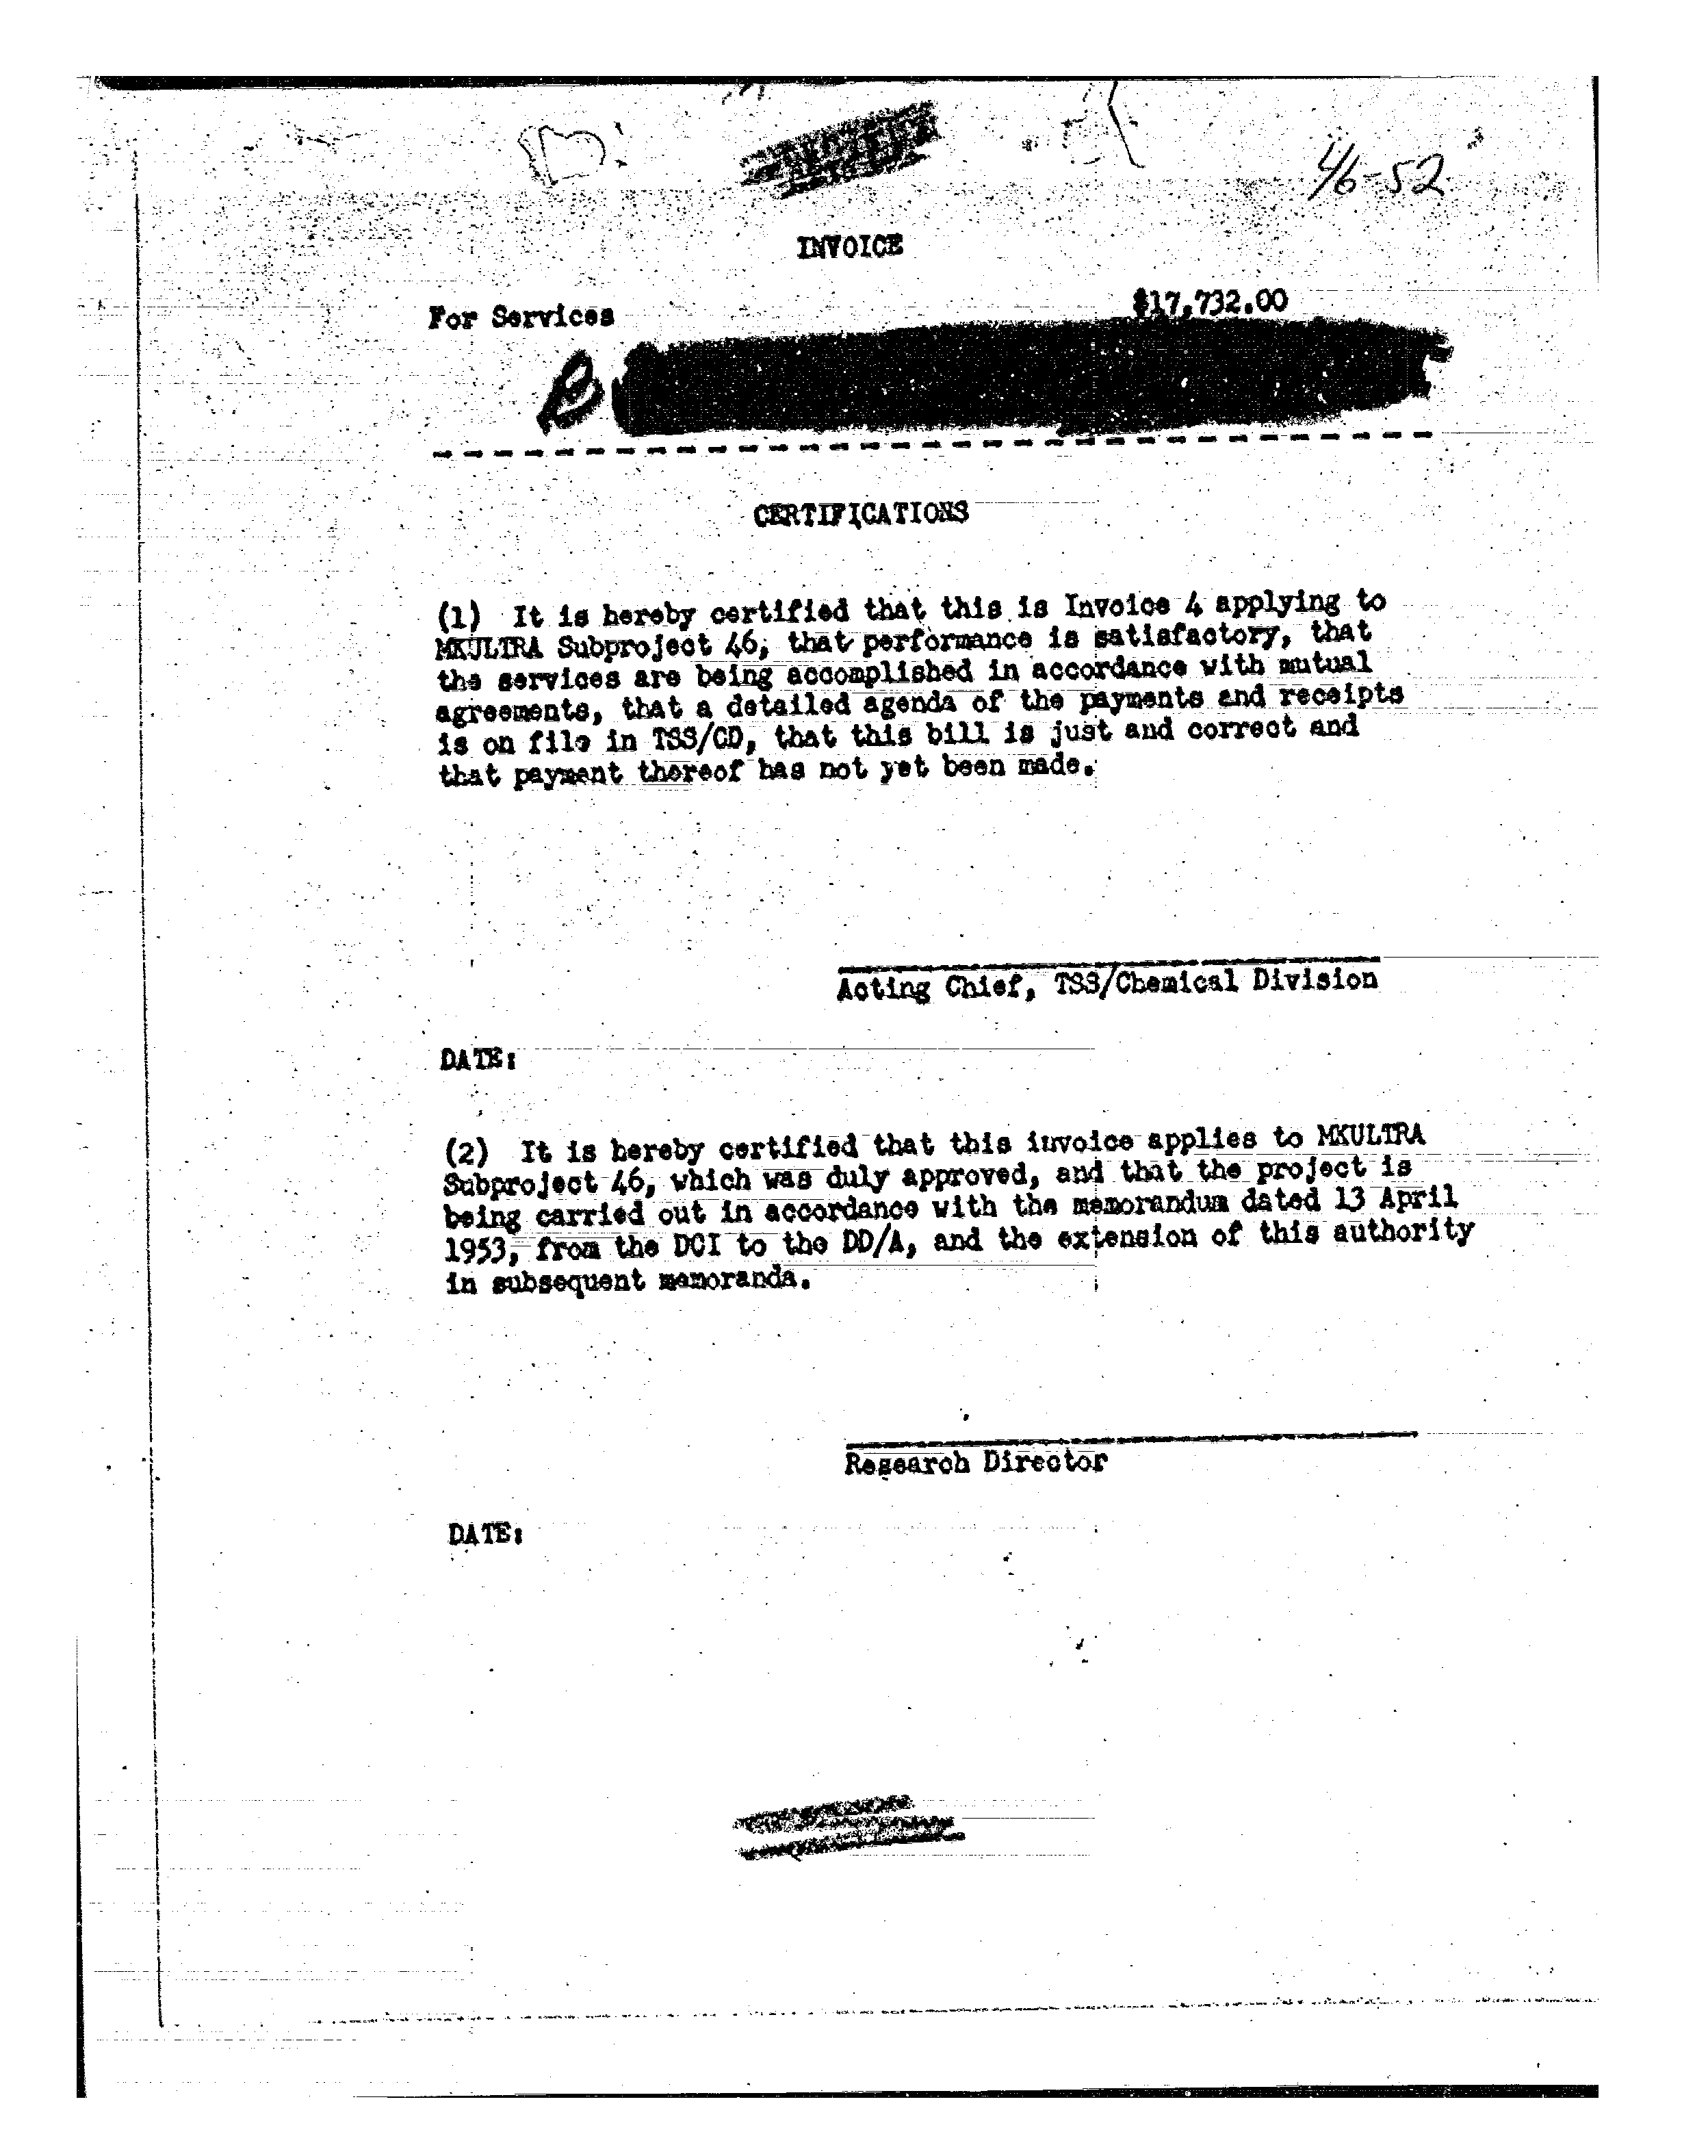 46-52
INVOICE
For Services $17,732.00
B
CERTIFICATIONS
(1) It is hereby certified that this is Invoice 4 applying to
MKULTRA Subproject 46, that performance is satisfactory, that
the services are being accomplished in accordance with mutual
agreements, that a detailed agenda of the payments and receipts
is on file in TSS/CD, that this bill is just and correct and
that payment thereof has not yet been made.
Acting Chief, TSS/Chemical Division
DATE:
(2) It is hereby certified that this invoice applies to MKULTRA
Subproject 46, which was duly approved, and that the project is
being carried out in accordance with the memorandum dated 13 April
1953, from the DCI to the DD/A, and the extension of this authority
in subsequent memoranda.
Research Director
DATE: